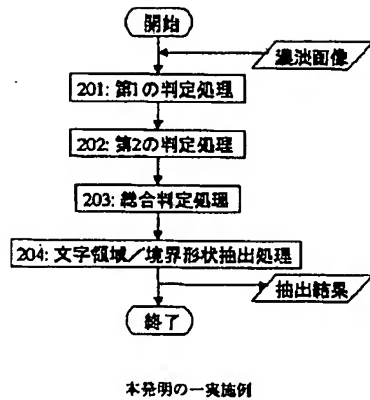 開始
濃淡画像
201: 第1の判定処理
202: 第2の判定処理
203: 総合判定処理
204: 文字領域/境界形状抽出処理
抽出結果
終了
本発明の一実施例